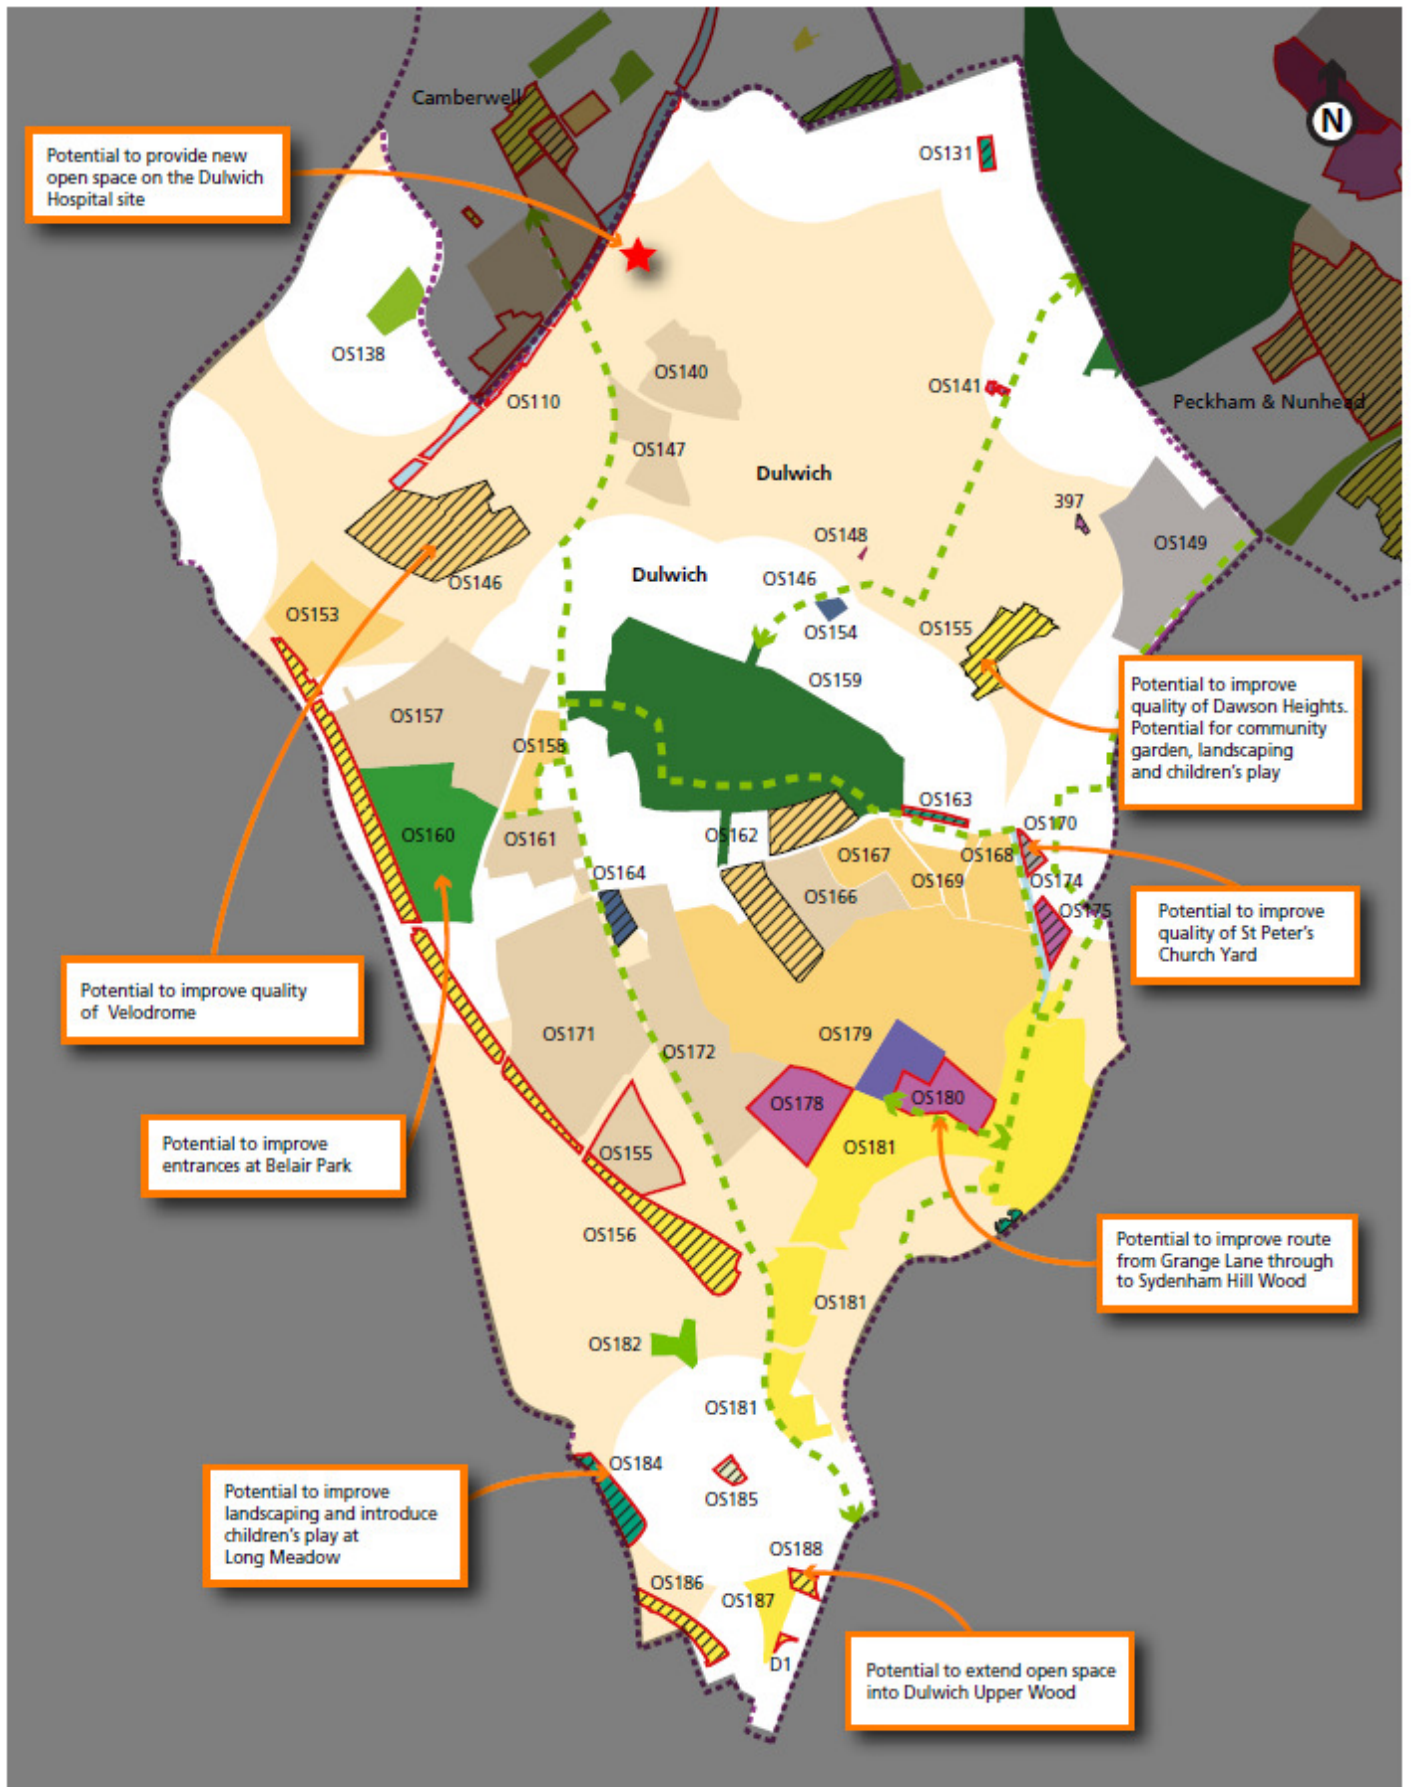 Camberwell
N
Potential to provide new
open space on the Dulwich
Hospital site
OS131
OS138
OS140
OS141
OS110
Peckham & Nunhead
OS147
Dulwich
397
OS148
OS149
Dulwich
OS146
OS146
OS153
OS154
OS155
OS159
Potential to improve
quality of Dawson Heights.
Potential for community
garden, landscaping
and children's play
OS157
OS158
OS163
OS170
OS160
OS161
OS162
OS167
OS168
OS164
OS169
OS174
OS166
OS175
Potential to improve
quality of St Peter's
Church Yard
Potential to improve quality
of Velodrome
OS171
OS172
OS179
OS178
OS180
Potential to improve
entrances at Belair Park
OS155
OS181
OS156
Potential to improve route
from Grange Lane through
to Sydenham Hill Wood
OS181
OS182
OS181
OS184
Potential to improve
landscaping and introduce
children's play at
Long Meadow
OS185
OS188
OS186
OS187
D1
Potential to extend open space
into Dulwich Upper Wood